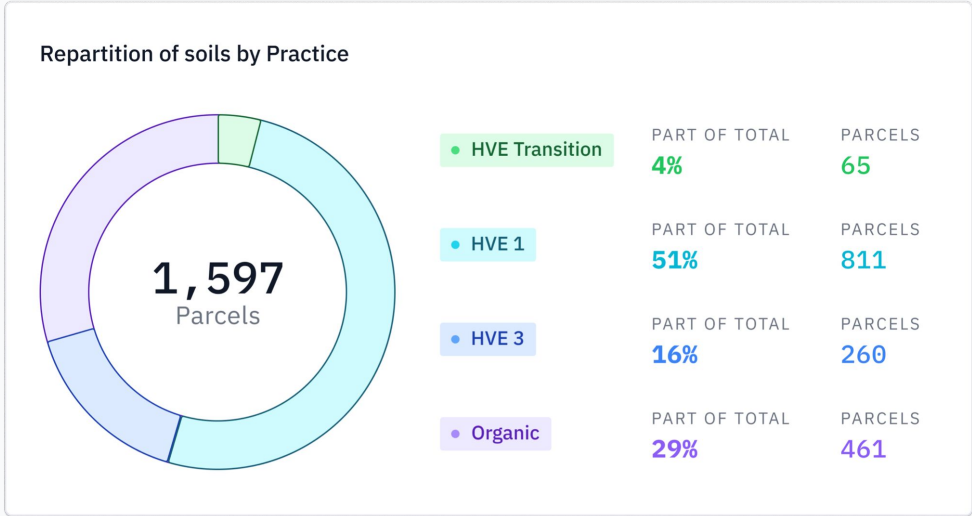 Repartition of soils by Practice
1,597
Parcels
HVE Transition
PART OF TOTAL
4%
PARCELS
65
HVE 1
PART OF TOTAL
51%
PARCELS
811
HVE 3
PART OF TOTAL
16%
PARCELS
260
Organic
PART OF TOTAL
29%
PARCELS
461